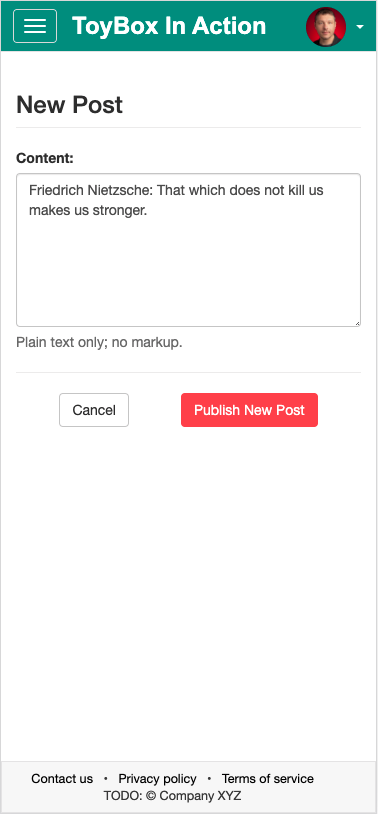 ToyBox In Action
New Post
Content:
Friedrich Nietzsche: That which does not kill us
makes us stronger.
Plain text only; no markup.
Cancel Publish New Post
Contact us • Privacy policy • Terms of service
TODO: © Company XYZ